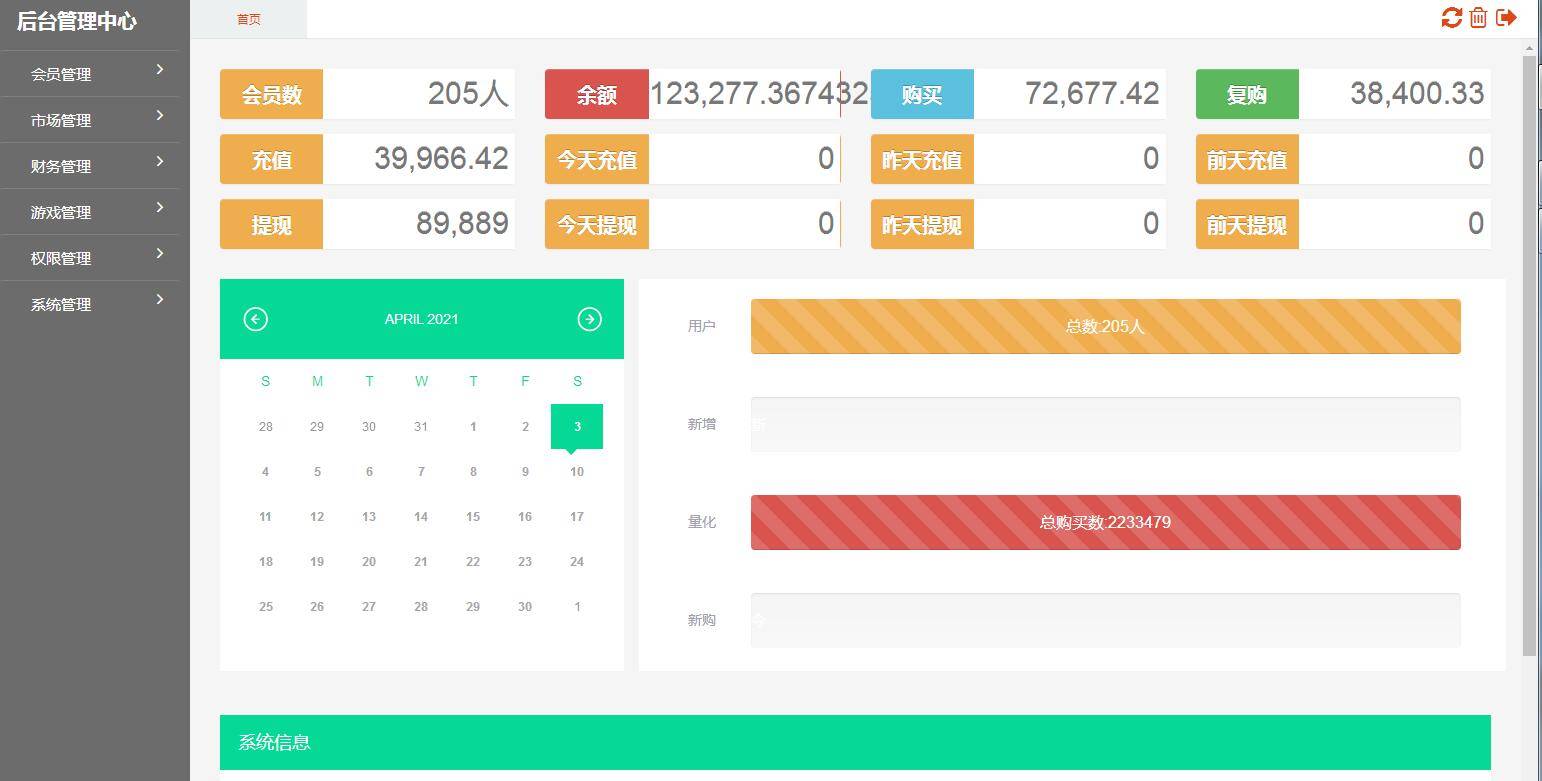 后台管理中心
首页
会员管理
市场管理
财务管理
游戏管理
权限管理
系统管理
会员数 205人 余额 123,277.367432 购买 72,677.42 复购 38,400.33
充值 39,966.42 今天充值 0 昨天充值 0 前天充值 0
提现 89,889 今天提现 0 昨天提现 0 前天提现 0
APRIL 2021
S M T W T F S
28 29 30 31 1 2 3
4 5 6 7 8 9 10
11 12 13 14 15 16 17
18 19 20 21 22 23 24
25 26 27 28 29 30 1
用户 总数:205人
新增 新
量化 总购买数:2233479
新购 今
系统信息